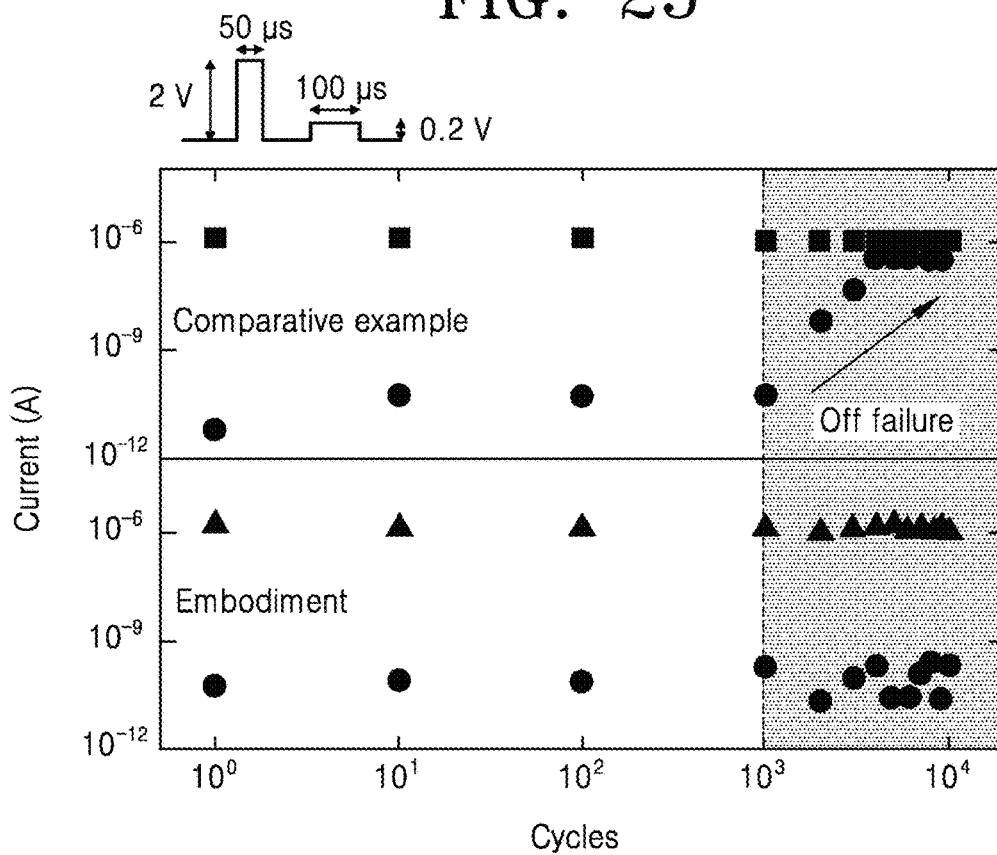 FIG. 25
50 µs
2 V
100 µs
0.2 V
10⁻⁶
Comparative example
10⁻⁹
Off failure
10⁻¹²
Current (A)
10⁻⁶
Embodiment
10⁻⁹
10⁻¹²
10⁰ 10¹ 10² 10³ 10⁴
Cycles